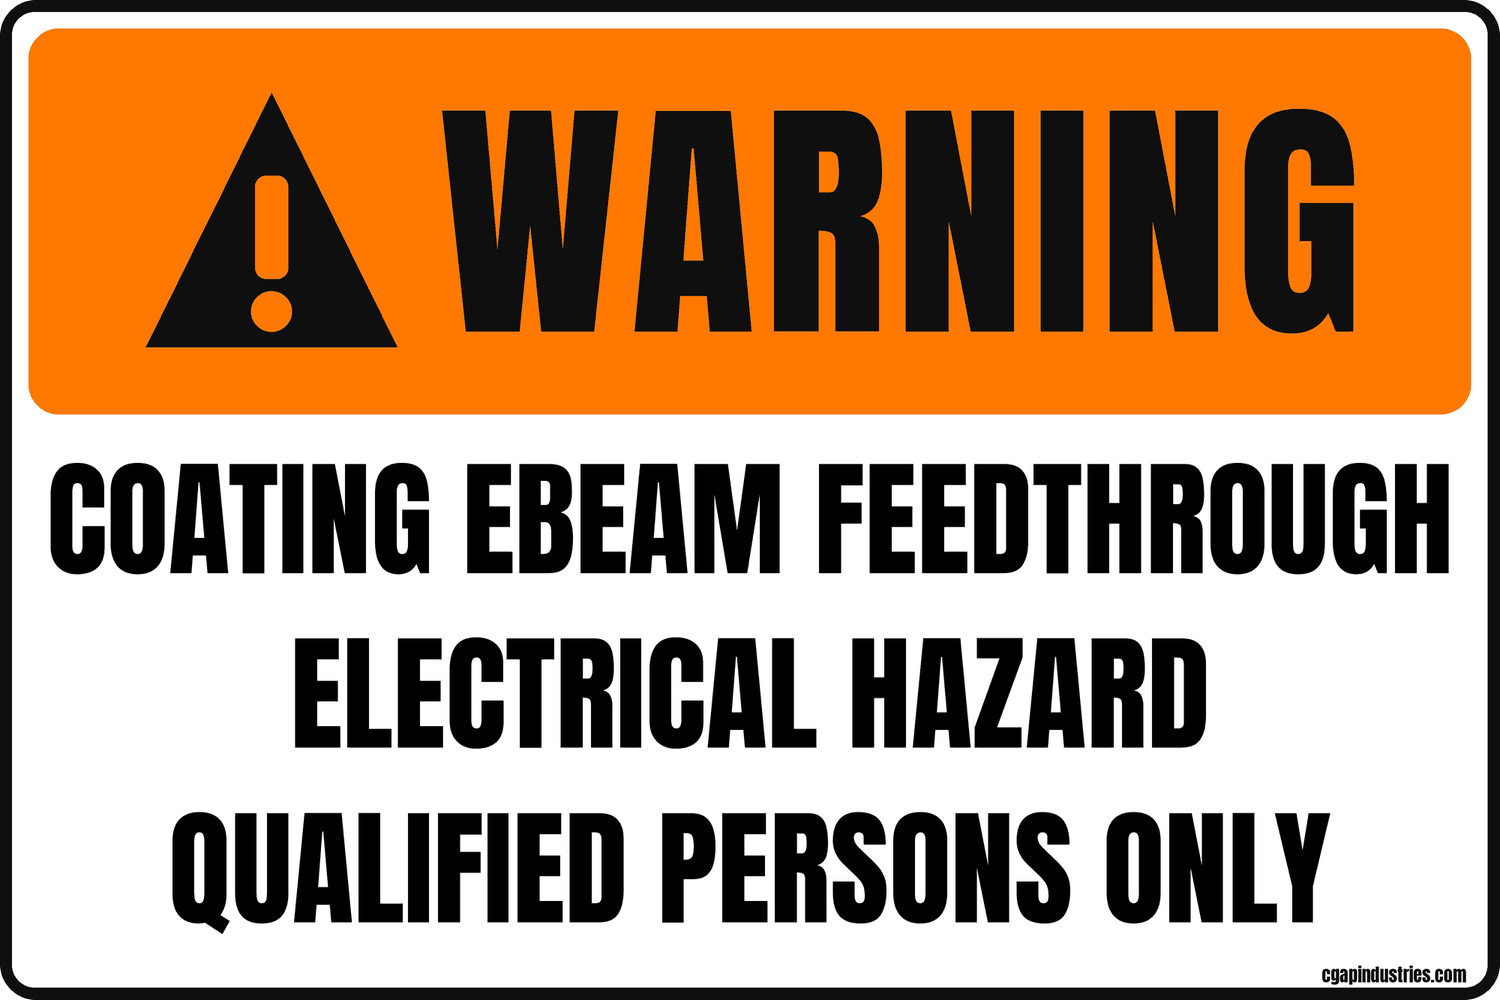 WARNING
COATING EBEAM FEEDTHROUGH
ELECTRICAL HAZARD
QUALIFIED PERSONS ONLY
cgapindustries.com